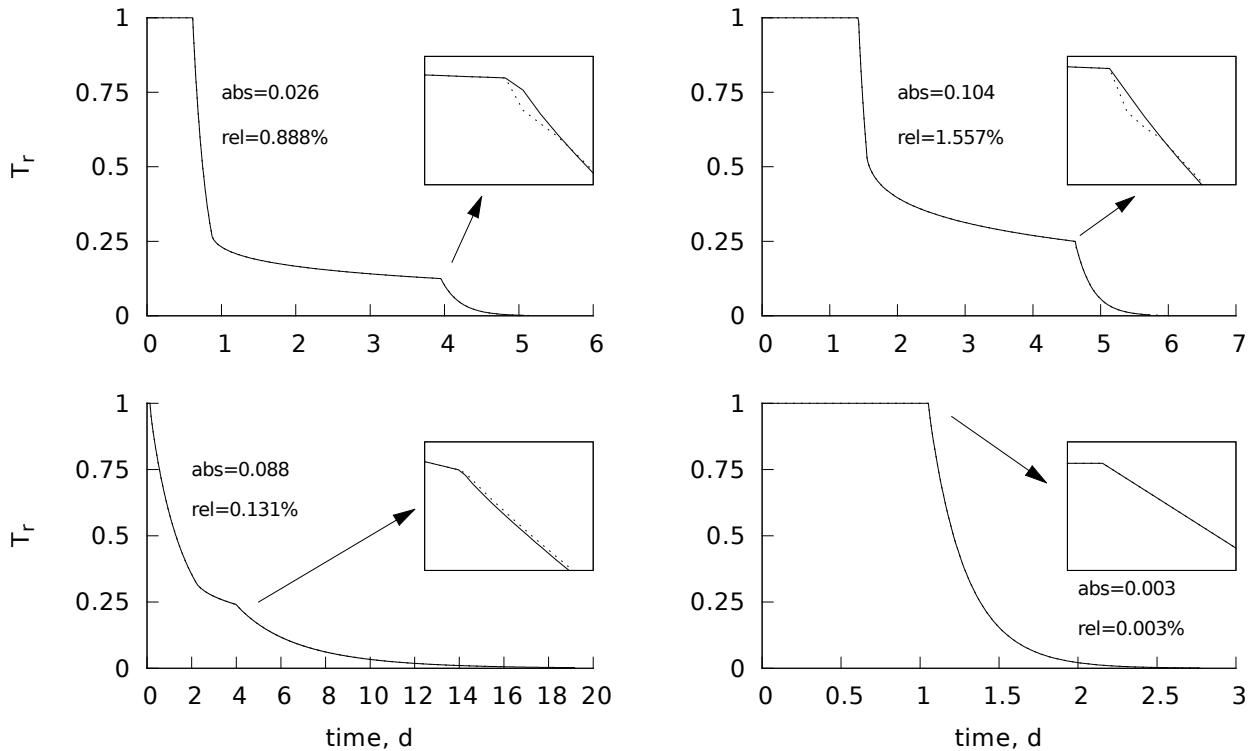 1
0.75
0.5
0.25
0
T_r
abs=0.026
rel=0.888%
0 1 2 3 4 5 6
1
0.75
0.5
0.25
0
abs=0.104
rel=1.557%
0 1 2 3 4 5 6 7
1
0.75
0.5
0.25
0
T_r
abs=0.088
rel=0.131%
0 2 4 6 8 10 12 14 16 18 20
time, d
1
0.75
0.5
0.25
0
abs=0.003
rel=0.003%
0 0.5 1 1.5 2 2.5 3
time, d